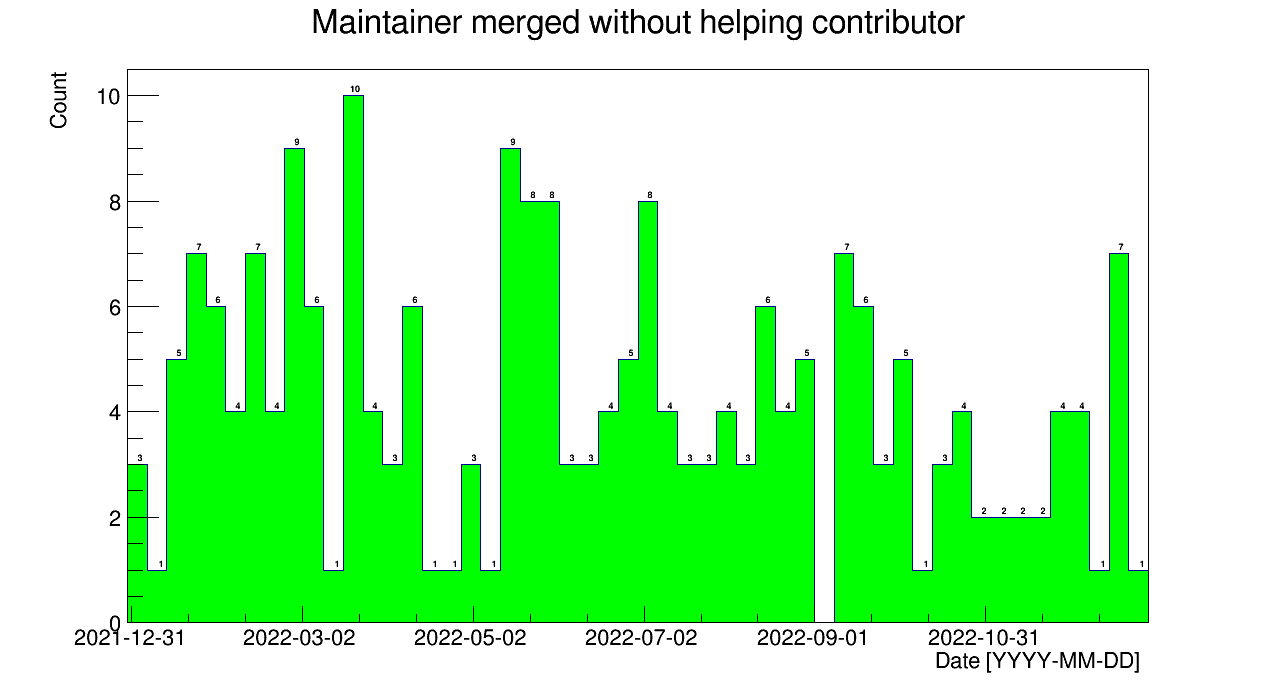 Maintainer merged without helping contributor
Count
10
10
9 9
8
8 8 8
7 7 7 7
6
6 6 6 6 6
5 5 5 5
4
4 4 4 4 4 4 4 4 4 4
3 3 3 3 3 3 3 3 3 3
2
2 2 2 2
1 1 1 1 1 1 1 1
0
2021-12-31 2022-03-02 2022-05-02 2022-07-02 2022-09-01 2022-10-31
Date [YYYY-MM-DD]